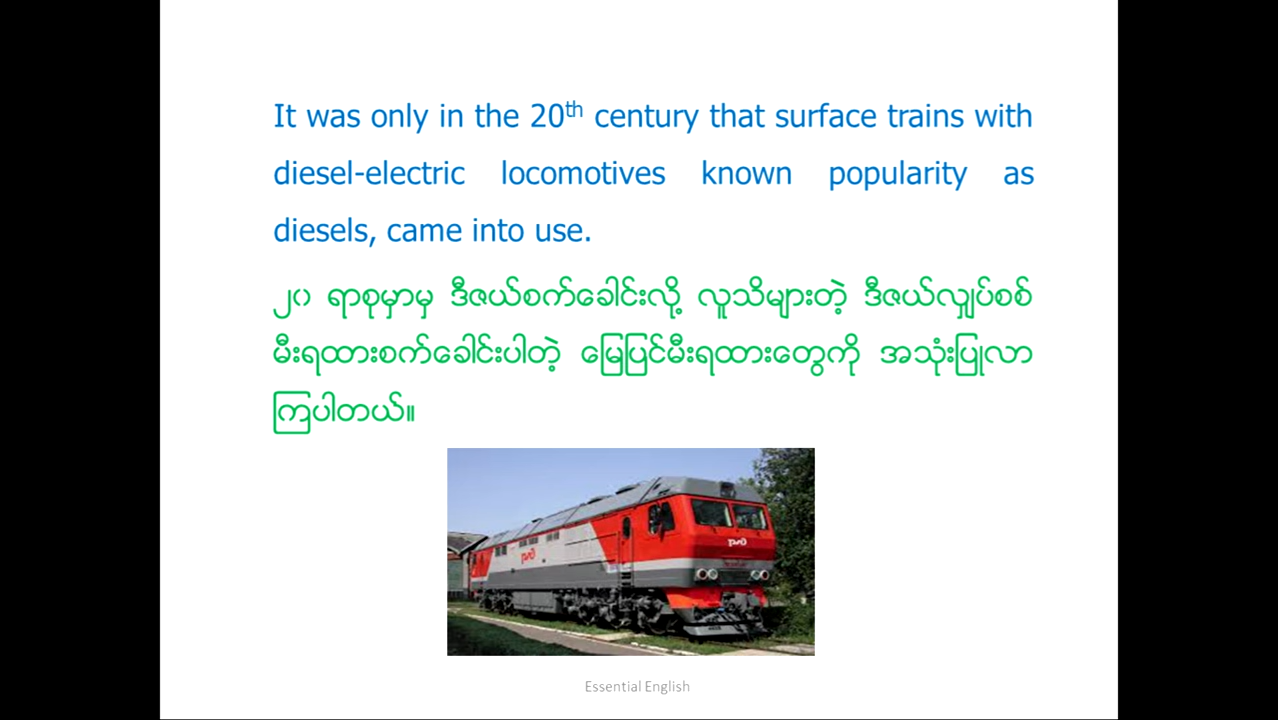 It was only in the 20th century that surface trains with
diesel-electric locomotives known popularity as
diesels, came into use.
၂၀ ရာစုမှာမှ ဒီဇယ်စက်ခေါင်းလို့ လူသိများတဲ့ ဒီဇယ်လျှပ်စစ်
မီးရထားစက်ခေါင်းပါတဲ့ မြေပြင်မီးရထားတွေကို အသုံးပြုလာ
ကြပါတယ်။
Essential English